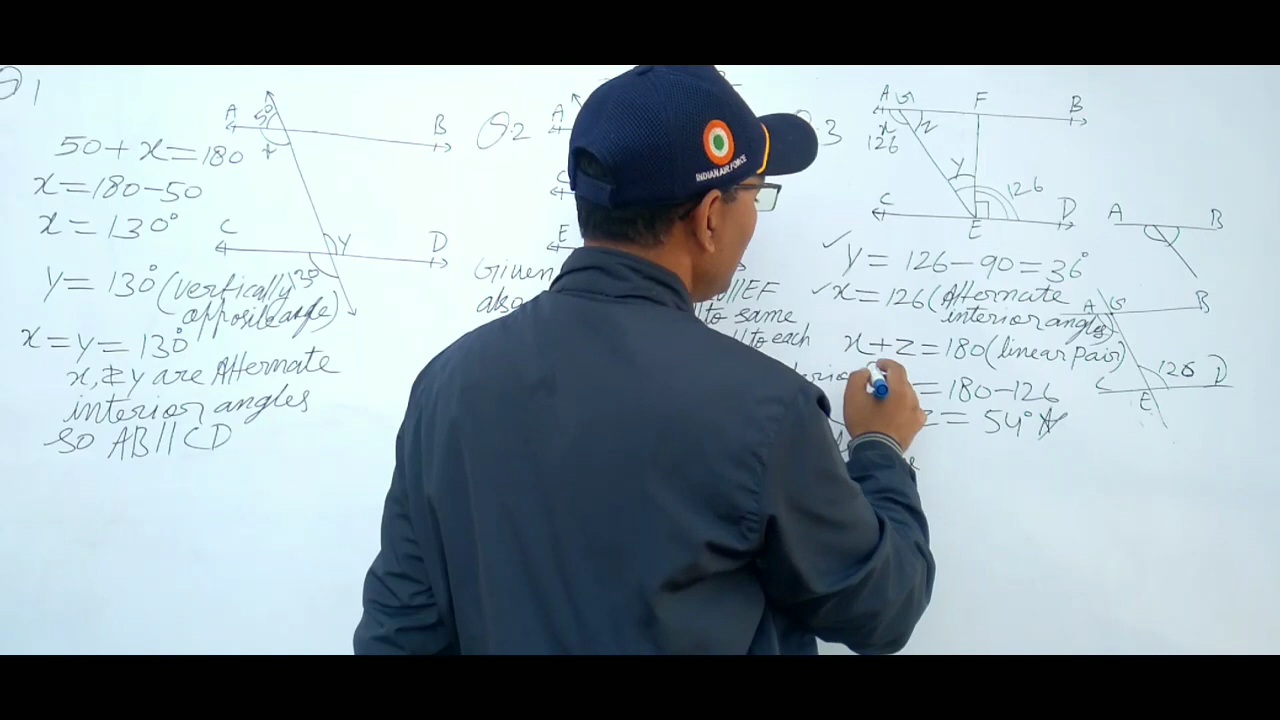 Q 1
A
50
B
x
50+x=180
x=180-50
x=130°
C
Y
D
Y=130°(vertically
opposite angle)
x=y=130°
x, y are Alternate
interior angles
so AB//CD
Q2
A
E
Given
also
//EF
to same
to each
INDIAN AIR FORCE
3
A
F
B
x
z
126
Y
126
C
E
D
Y=126-90=36°
x=126(Alternate
interior angles)
x+z=180(linear pair)
=180-126
z=54°
A
B
A
B
126
C
E
D